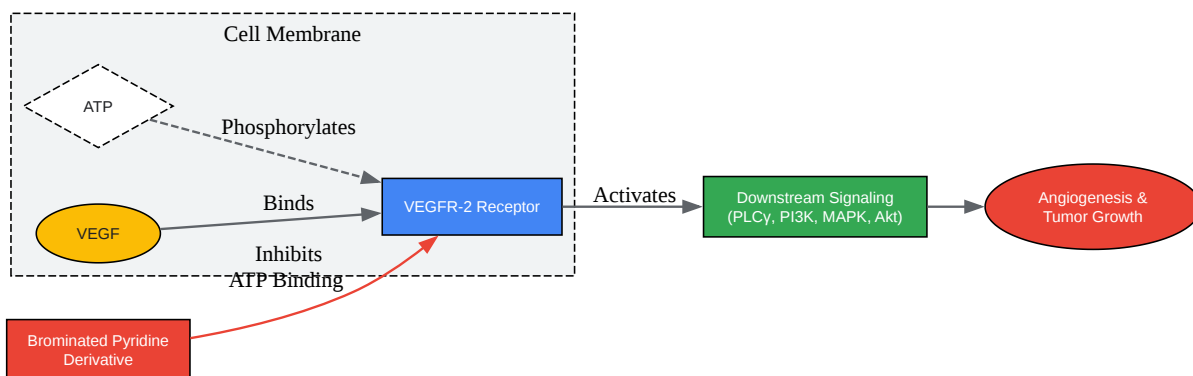 Cell Membrane
ATP
Phosphorylates
VEGF
Binds
VEGFR-2 Receptor
Inhibits
ATP Binding
Brominated Pyridine
Derivative
Activates
Downstream Signaling
(PLCγ, PI3K, MAPK, Akt)
Angiogenesis &
Tumor Growth